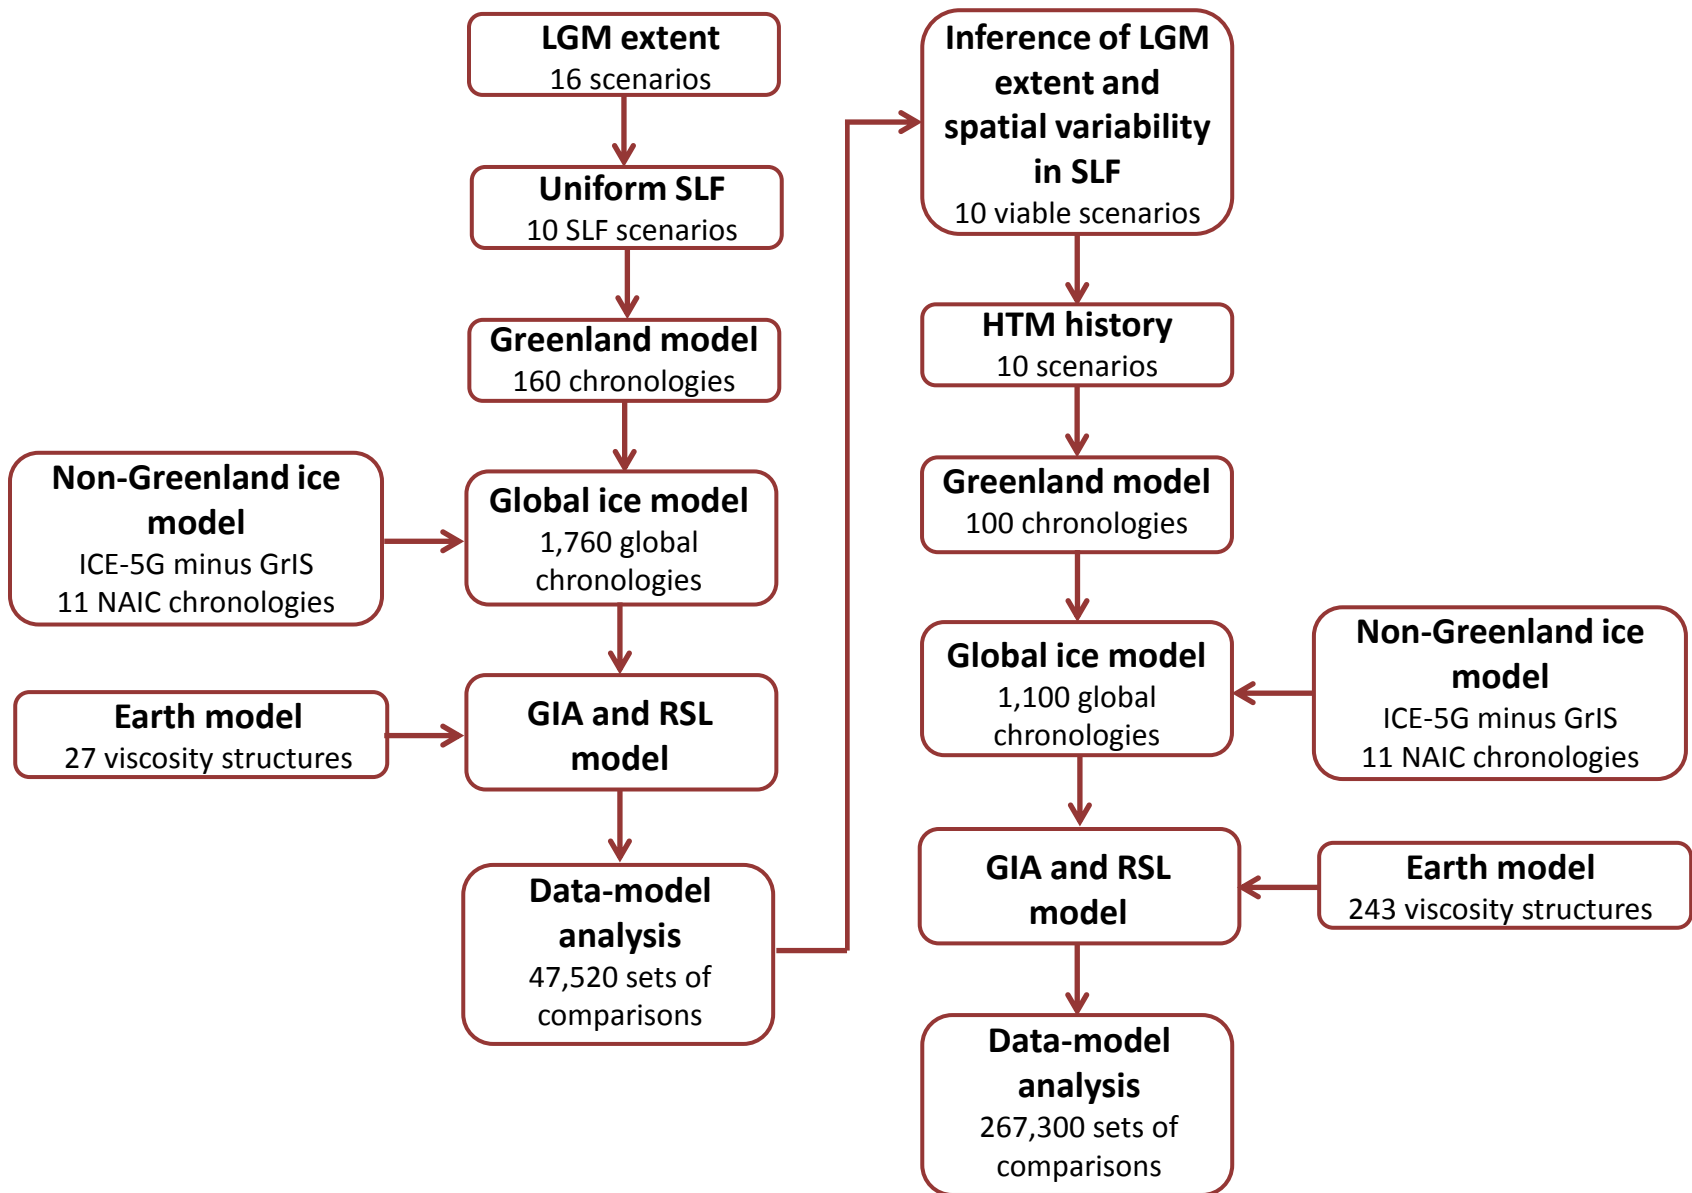 LGM extent
16 scenarios
Uniform SLF
10 SLF scenarios
Greenland model
160 chronologies
Non-Greenland ice
model
ICE-5G minus GrIS
11 NAIC chronologies
Global ice model
1,760 global
chronologies
Earth model
27 viscosity structures
GIA and RSL
model
Data-model
analysis
47,520 sets of
comparisons
Inference of LGM
extent and
spatial variability
in SLF
10 viable scenarios
HTM history
10 scenarios
Greenland model
100 chronologies
Global ice model
1,100 global
chronologies
Non-Greenland ice
model
ICE-5G minus GrIS
11 NAIC chronologies
GIA and RSL
model
Earth model
243 viscosity structures
Data-model
analysis
267,300 sets of
comparisons